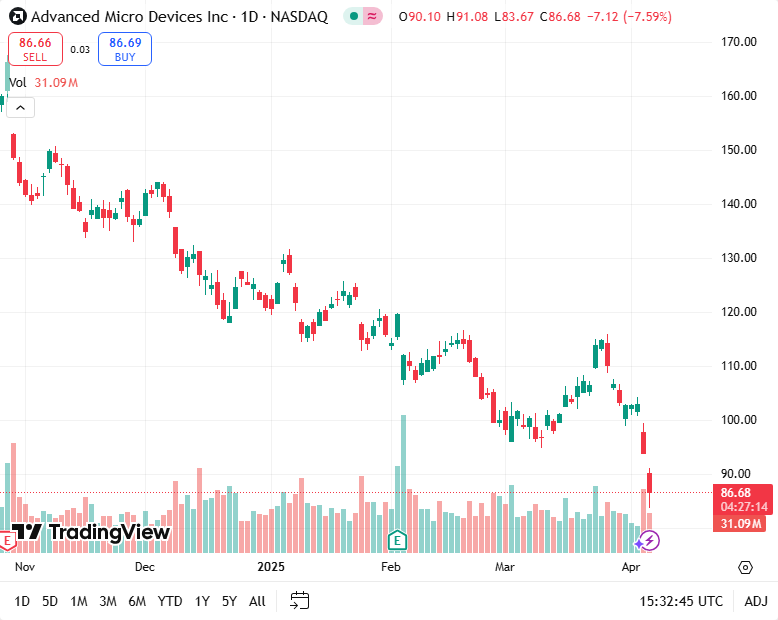 Advanced Micro Devices Inc · 1D · NASDAQ O90.10 H91.08 L83.67 C86.68 −7.12 (−7.59%)
86.66 SELL 0.03 86.69 BUY
Vol 31.09M
170.00
160.00
150.00
140.00
130.00
120.00
110.00
100.00
90.00
86.68
04:27:14
31.09M
E TradingView E
Nov Dec 2025 Feb Mar Apr
1D 5D 1M 3M 6M YTD 1Y 5Y All 15:32:45 UTC ADJ